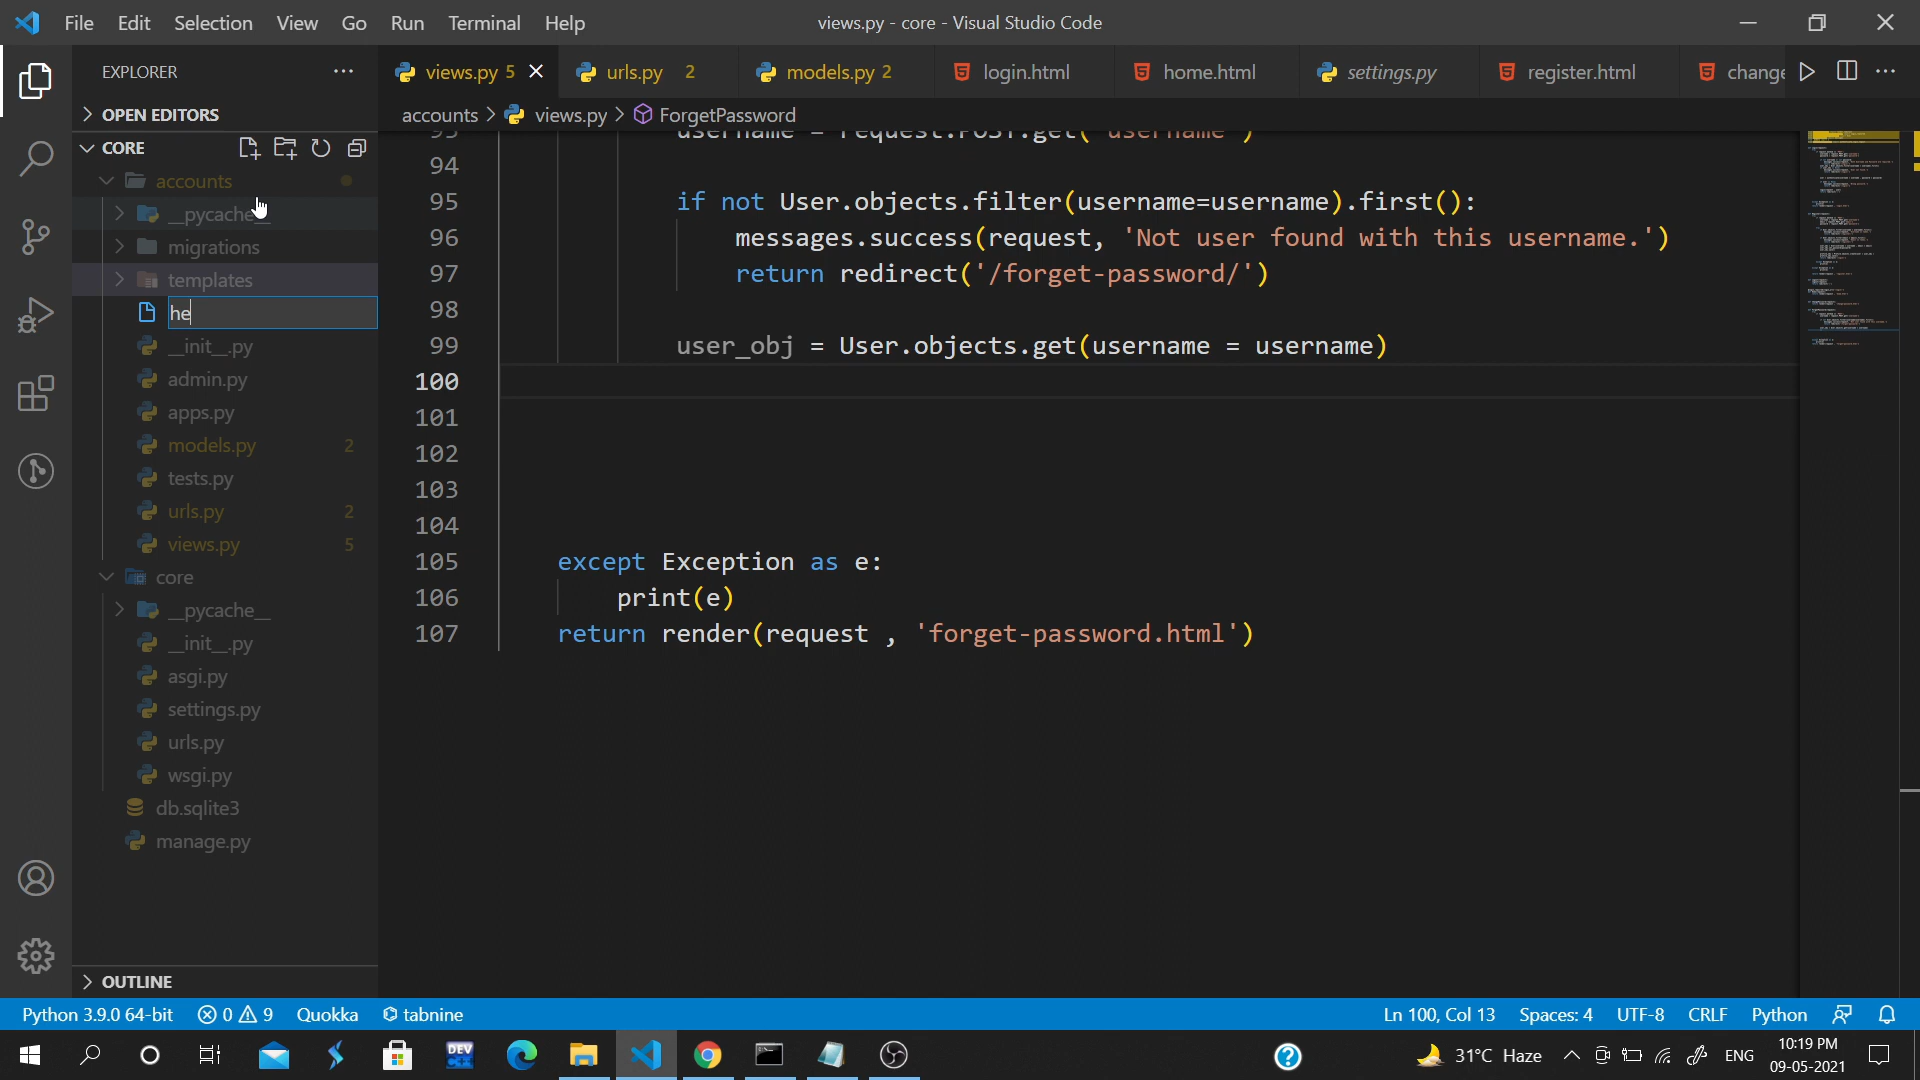 File Edit Selection View Go Run Terminal Help
views.py - core - Visual Studio Code
EXPLORER
views.py 5
urls.py 2
models.py 2
login.html
home.html
settings.py
register.html
change
OPEN EDITORS
accounts > views.py > ForgetPassword
CORE
accounts
__pycache__
migrations
templates
he
__init__.py
admin.py
apps.py
models.py 2
tests.py
urls.py 2
views.py 5
core
__pycache__
__init__.py
asgi.py
settings.py
urls.py
wsgi.py
db.sqlite3
manage.py
OUTLINE
93 username = request.POST.get('username')
94
95 if not User.objects.filter(username=username).first():
96 messages.success(request, 'Not user found with this username.')
97 return redirect('/forget-password/')
98
99 user_obj = User.objects.get(username = username)
100
101
102
103
104
105 except Exception as e:
106 print(e)
107 return render(request , 'forget-password.html')
Python 3.9.0 64-bit 0 9 Quokka tabnine
Ln 100, Col 13 Spaces: 4 UTF-8 CRLF Python
DEV C++
31°C Haze
ENG
10:19 PM
09-05-2021